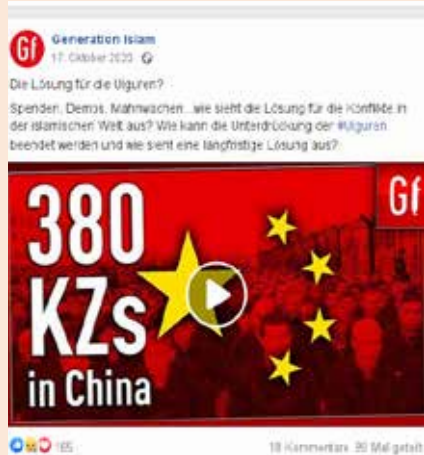 Gf Generation Islam
17. Oktober 2020
Die Lösung für die Uiguren?
Spenden, Demos, Mahnwachen...wie sieht die Lösung für die Konflikte in
der islamischen Welt aus? Wie kann die Unterdrückung der #Uiguren
beendet werden und wie sieht eine langfristige Lösung aus?
Gf
380
KZs
in China
165
18 Kommentare 99 Mal geteilt